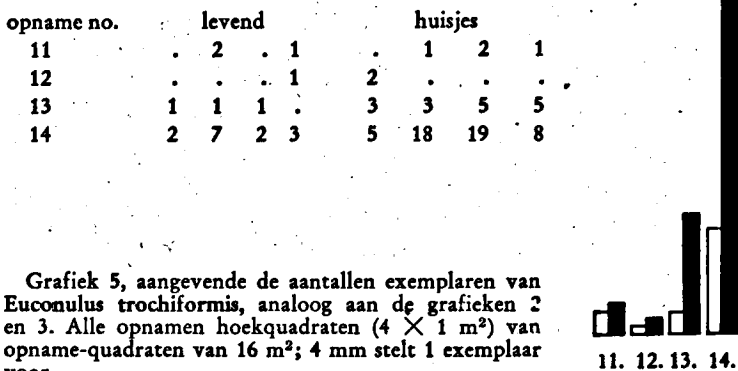 opname no. levend huisjes
11 . 2 . 1 . 1 2 1
12 . . . 1 2 . . .
13 1 1 1 . 3 3 5 5
14 2 7 2 3 5 18 19 8
Grafiek 5, aangevende de aantallen exemplaren van
Euconulus trochiformis, analoog aan de grafieken 2
en 3. Alle opnamen hoekquadraten (4 × 1 m²) van
opname-quadraten van 16 m²; 4 mm stelt 1 exemplaar
11. 12. 13. 14.